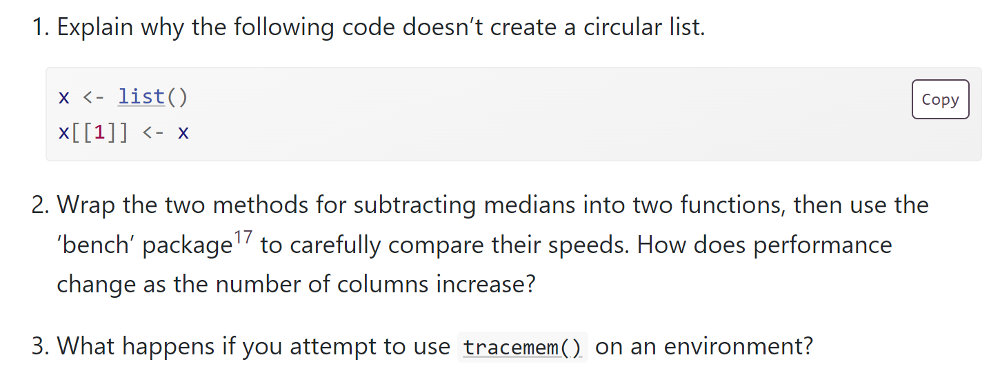 1. Explain why the following code doesn’t create a circular list.
x <- list()
Copy
x[[1]] <- x
2. Wrap the two methods for subtracting medians into two functions, then use the
‘bench’ package17 to carefully compare their speeds. How does performance
change as the number of columns increase?
3. What happens if you attempt to use tracemem() on an environment?